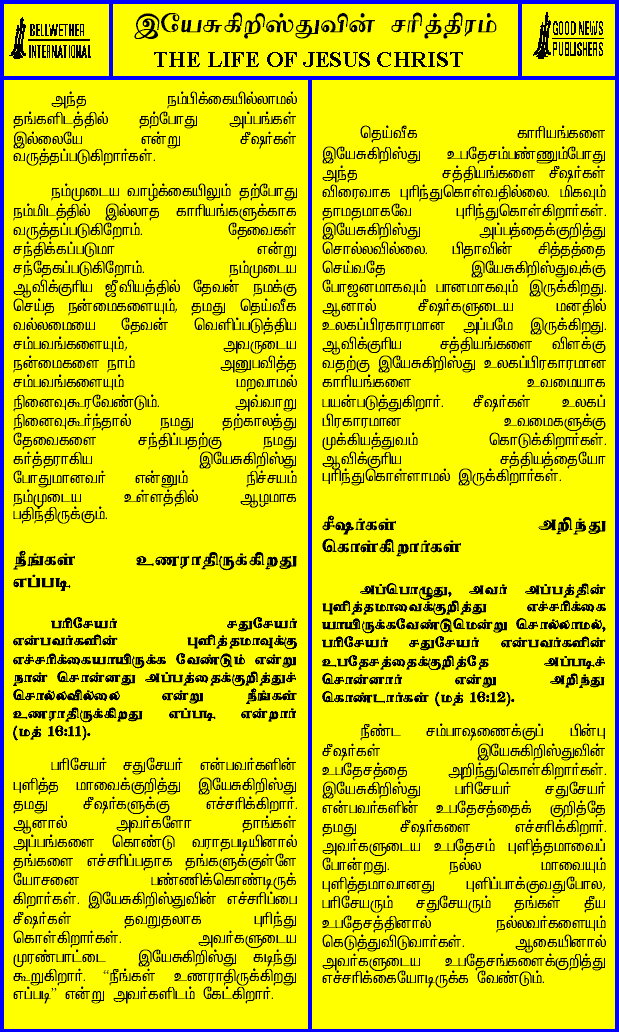 BELLWETHER
INTERNATIONAL
இயேசுகிறிஸ்துவின் சரித்திரம்
THE LIFE OF JESUS CHRIST
GOOD NEWS
PUBLISHERS
அந்த நம்பிக்கையில்லாமல்
தங்களிடத்தில் தற்போது அப்பங்கள்
இல்லையே என்று சீஷர்கள்
வருத்தப்படுகிறார்கள்.
நம்முடைய வாழ்க்கையிலும் தற்போது
நம்மிடத்தில் இல்லாத காரியங்களுக்காக
வருத்தப்படுகிறோம். தேவைகள்
சந்திக்கப்படுமா என்று
சந்தேகப்படுகிறோம். நம்முடைய
ஆவிக்குரிய ஜீவியத்தில் தேவன் நமக்கு
செய்த நன்மைகளையும், தமது தெய்வீக
வல்லமையை தேவன் வெளிப்படுத்திய
சம்பவங்களையும், அவருடைய
நன்மைகளை நாம் அனுபவித்த
சம்பவங்களையும் மறவாமல்
நினைவுகூரவேண்டும். அவ்வாறு
நினைவுகூர்ந்தால் நமது தற்காலத்து
தேவைகளை சந்திப்பதற்கு நமது
கர்த்தராகிய இயேசுகிறிஸ்து
போதுமானவர் என்னும் நிச்சயம்
நம்முடைய உள்ளத்தில் ஆழமாக
பதிந்திருக்கும்.
நீங்கள் உணராதிருக்கிறது
எப்படி.
பரிசேயர் சதுசேயர்
என்பவர்களின் புளித்தமாவுக்கு
எச்சரிக்கையாயிருக்க வேண்டும் என்று
நான் சொன்னது அப்பத்தைக்குறித்துச்
சொல்லவில்லை என்று நீங்கள்
உணராதிருக்கிறது எப்படி. என்றார்
(மத் 16:11).
பரிசேயர் சதுசேயர் என்பவர்களின்
புளித்த மாவைக்குறித்து இயேசுகிறிஸ்து
தமது சீஷர்களுக்கு எச்சரிக்கிறார்.
ஆனால் அவர்களோ தாங்கள்
அப்பங்களை கொண்டு வராதபடியினால்
தங்களை எச்சரிப்பதாக தங்களுக்குள்ளே
யோசனை பண்ணிக்கொண்டிருக்
கிறார்கள். இயேசுகிறிஸ்துவின் எச்சரிப்பை
சீஷர்கள் தவறுதலாக புரிந்து
கொள்கிறார்கள். அவர்களுடைய
முரண்பாட்டை இயேசுகிறிஸ்து கடிந்து
கூறுகிறார். “நீங்கள் உணராதிருக்கிறது
எப்படி” என்று அவர்களிடம் கேட்கிறார்.
தெய்வீக காரியங்களை
இயேசுகிறிஸ்து உபதேசம்பண்ணும்போது
அந்த சத்தியங்களை சீஷர்கள்
விரைவாக புரிந்துகொள்வதில்லை. மிகவும்
தாமதமாகவே புரிந்துகொள்கிறார்கள்.
இயேசுகிறிஸ்து அப்பத்தைக்குறித்து
சொல்லவில்லை. பிதாவின் சித்தத்தை
செய்வதே இயேசுகிறிஸ்துவுக்கு
போஜனமாகவும் பானமாகவும் இருக்கிறது.
ஆனால் சீஷர்களுடைய மனதில்
உலகப்பிரகாரமான அப்பமே இருக்கிறது.
ஆவிக்குரிய சத்தியங்களை விளக்கு
வதற்கு இயேசுகிறிஸ்து உலகப்பிரகாரமான
காரியங்களை உவமையாக
பயன்படுத்துகிறார். சீஷர்கள் உலகப்
பிரகாரமான உவமைகளுக்கு
முக்கியத்துவம் கொடுக்கிறார்கள்.
ஆவிக்குரிய சத்தியத்தையோ
புரிந்துகொள்ளாமல் இருக்கிறார்கள்.
சீஷர்கள் அறிந்து
கொள்கிறார்கள்
அப்பொழுது, அவர் அப்பத்தின்
புளித்தமாவைக்குறித்து எச்சரிக்கை
யாயிருக்கவேண்டுமென்று சொல்லாமல்,
பரிசேயர் சதுசேயர் என்பவர்களின்
உபதேசத்தைக்குறித்தே அப்படிச்
சொன்னார் என்று அறிந்து
கொண்டார்கள் (மத் 16:12).
நீண்ட சம்பாஷணைக்குப் பின்பு
சீஷர்கள் இயேசுகிறிஸ்துவின்
உபதேசத்தை அறிந்துகொள்கிறார்கள்.
இயேசுகிறிஸ்து பரிசேயர் சதுசேயர்
என்பவர்களின் உபதேசத்தைக் குறித்தே
தமது சீஷர்களை எச்சரிக்கிறார்.
அவர்களுடைய உபதேசம் புளித்தமாவைப்
போன்றது. நல்ல மாவையும்
புளித்தமாவானது புளிப்பாக்குவதுபோல,
பரிசேயரும் சதுசேயரும் தங்கள் தீய
உபதேசத்தினால் நல்லவர்களையும்
கெடுத்துவிடுவார்கள். ஆகையினால்
அவர்களுடைய உபதேசங்களைக்குறித்து
எச்சரிக்கையோடிருக்க வேண்டும்.